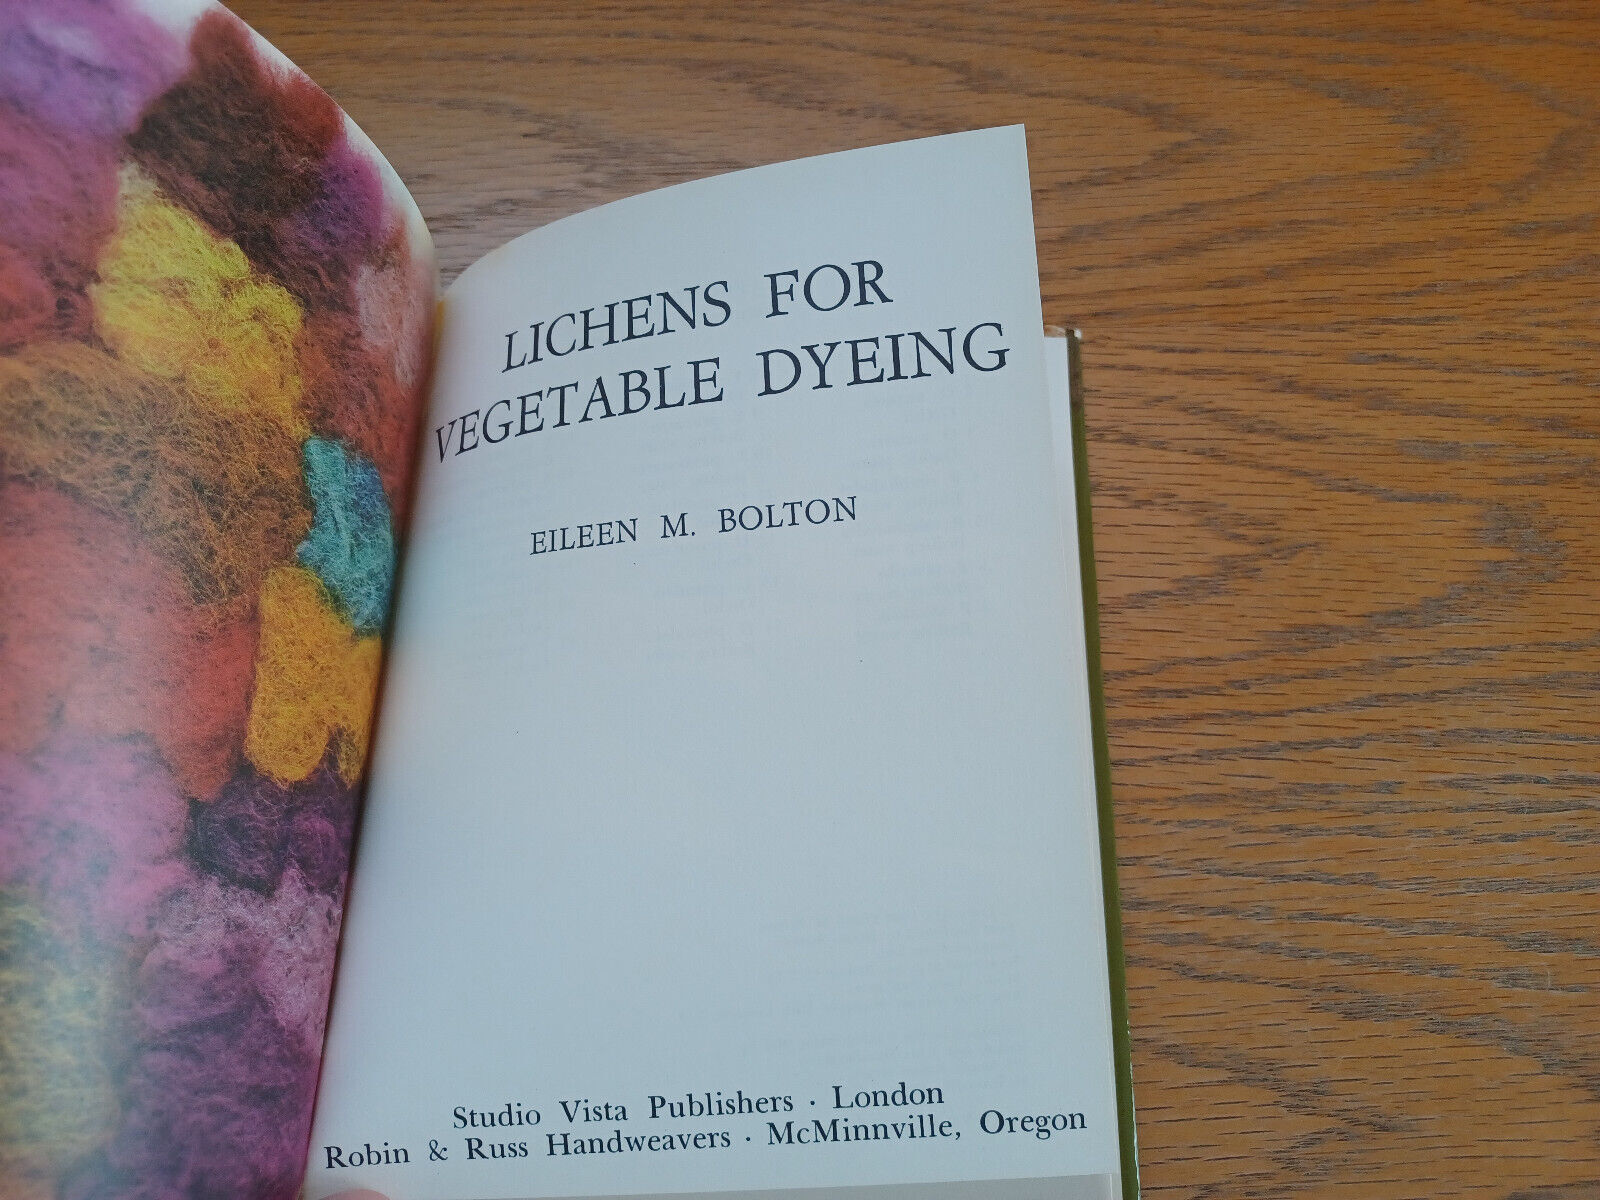 LICHENS FOR
VEGETABLE DYEING
EILEEN M. BOLTON
Studio Vista Publishers · London
Robin & Russ Handweavers · McMinnville, Oregon